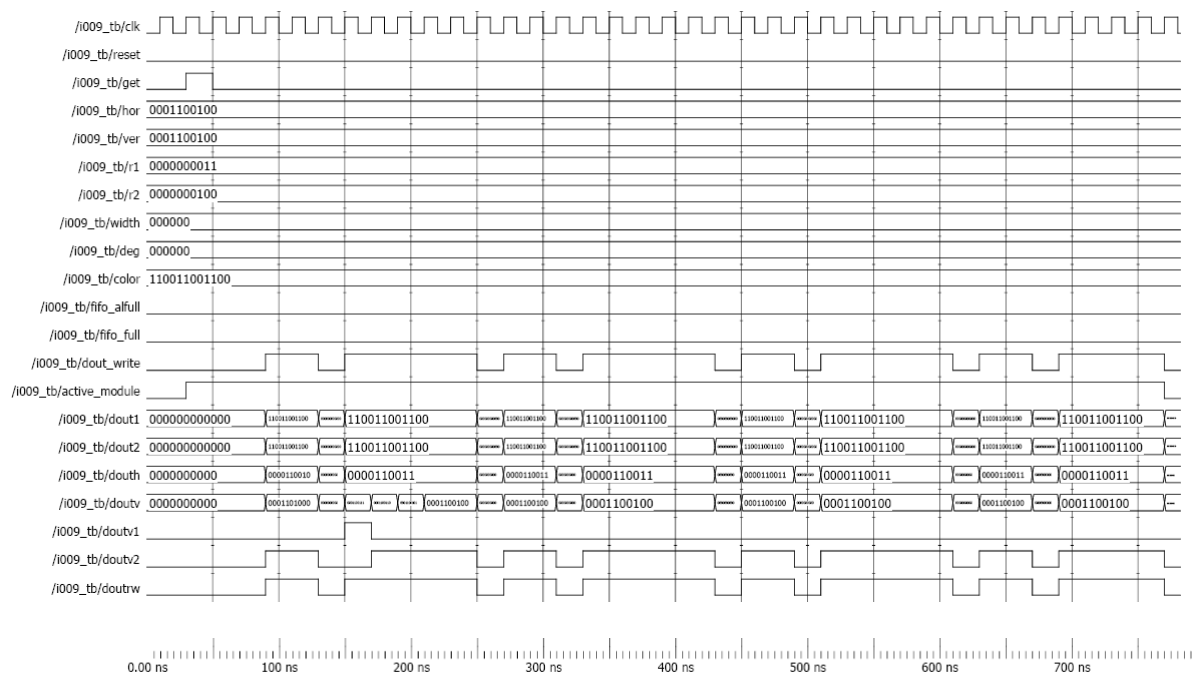 /i009_tb/clk
/i009_tb/reset
/i009_tb/get
/i009_tb/hor 0001100100
/i009_tb/ver 0001100100
/i009_tb/r1 0000000011
/i009_tb/r2 0000000100
/i009_tb/width 000000
/i009_tb/deg 000000
/i009_tb/color 110011001100
/i009_tb/fifo_alfull
/i009_tb/fifo_full
/i009_tb/dout_write
/i009_tb/active_module
/i009_tb/dout1 000000000000 110011001100 110011001100 110011001100 110011001100 110011001100 110011001100 110011001100 110011001100
/i009_tb/dout2 000000000000 110011001100 110011001100 110011001100 110011001100 110011001100 110011001100 110011001100 110011001100
/i009_tb/douth 0000000000 0000110010 0000110011 0000110011 0000110011 0000110011 0000110011 0000110011 0000110011
/i009_tb/doutv 0000000000 0001101000 0001100100 0001100100 0001100100 0001100100 0001100100 0001100100 0001100100
/i009_tb/doutv1
/i009_tb/doutv2
/i009_tb/doutrw
0.00 ns 100 ns 200 ns 300 ns 400 ns 500 ns 600 ns 700 ns